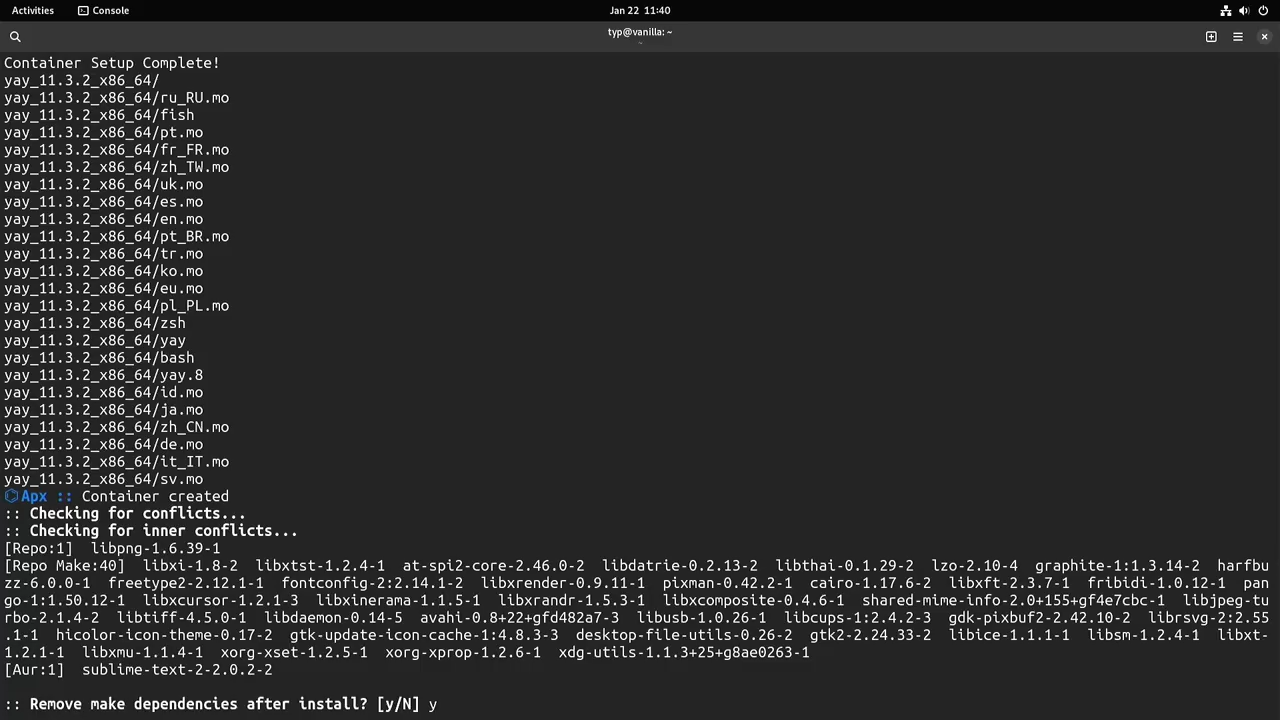 Activities
Console
Jan 22 11:40
typ@vanilla: ~
~
Container Setup Complete!
yay_11.3.2_x86_64/
yay_11.3.2_x86_64/ru_RU.mo
yay_11.3.2_x86_64/fish
yay_11.3.2_x86_64/pt.mo
yay_11.3.2_x86_64/fr_FR.mo
yay_11.3.2_x86_64/zh_TW.mo
yay_11.3.2_x86_64/uk.mo
yay_11.3.2_x86_64/es.mo
yay_11.3.2_x86_64/en.mo
yay_11.3.2_x86_64/pt_BR.mo
yay_11.3.2_x86_64/tr.mo
yay_11.3.2_x86_64/ko.mo
yay_11.3.2_x86_64/eu.mo
yay_11.3.2_x86_64/pl_PL.mo
yay_11.3.2_x86_64/zsh
yay_11.3.2_x86_64/yay
yay_11.3.2_x86_64/bash
yay_11.3.2_x86_64/yay.8
yay_11.3.2_x86_64/id.mo
yay_11.3.2_x86_64/ja.mo
yay_11.3.2_x86_64/zh_CN.mo
yay_11.3.2_x86_64/de.mo
yay_11.3.2_x86_64/it_IT.mo
yay_11.3.2_x86_64/sv.mo
⌬Apx :: Container created
:: Checking for conflicts...
:: Checking for inner conflicts...
[Repo:1]  libpng-1.6.39-1
[Repo Make:40]  libxi-1.8-2  libxtst-1.2.4-1  at-spi2-core-2.46.0-2  libdatrie-0.2.13-2  libthai-0.1.29-2  lzo-2.10-4  graphite-1:1.3.14-2  harfbu
zz-6.0.0-1  freetype2-2.12.1-1  fontconfig-2:2.14.1-2  libxrender-0.9.11-1  pixman-0.42.2-1  cairo-1.17.6-2  libxft-2.3.7-1  fribidi-1.0.12-1  pan
go-1:1.50.12-1  libxcursor-1.2.1-3  libxinerama-1.1.5-1  libxrandr-1.5.3-1  libxcomposite-0.4.6-1  shared-mime-info-2.0+155+gf4e7cbc-1  libjpeg-tu
rbo-2.1.4-2  libtiff-4.5.0-1  libdaemon-0.14-5  avahi-0.8+22+gfd482a7-3  libusb-1.0.26-1  libcups-1:2.4.2-3  gdk-pixbuf2-2.42.10-2  librsvg-2:2.55
.1-1  hicolor-icon-theme-0.17-2  gtk-update-icon-cache-1:4.8.3-3  desktop-file-utils-0.26-2  gtk2-2.24.33-2  libice-1.1.1-1  libsm-1.2.4-1  libxt-
1.2.1-1  libxmu-1.1.4-1  xorg-xset-1.2.5-1  xorg-xprop-1.2.6-1  xdg-utils-1.1.3+25+g8ae0263-1
[Aur:1]  sublime-text-2-2.0.2-2
:: Remove make dependencies after install? [y/N] y